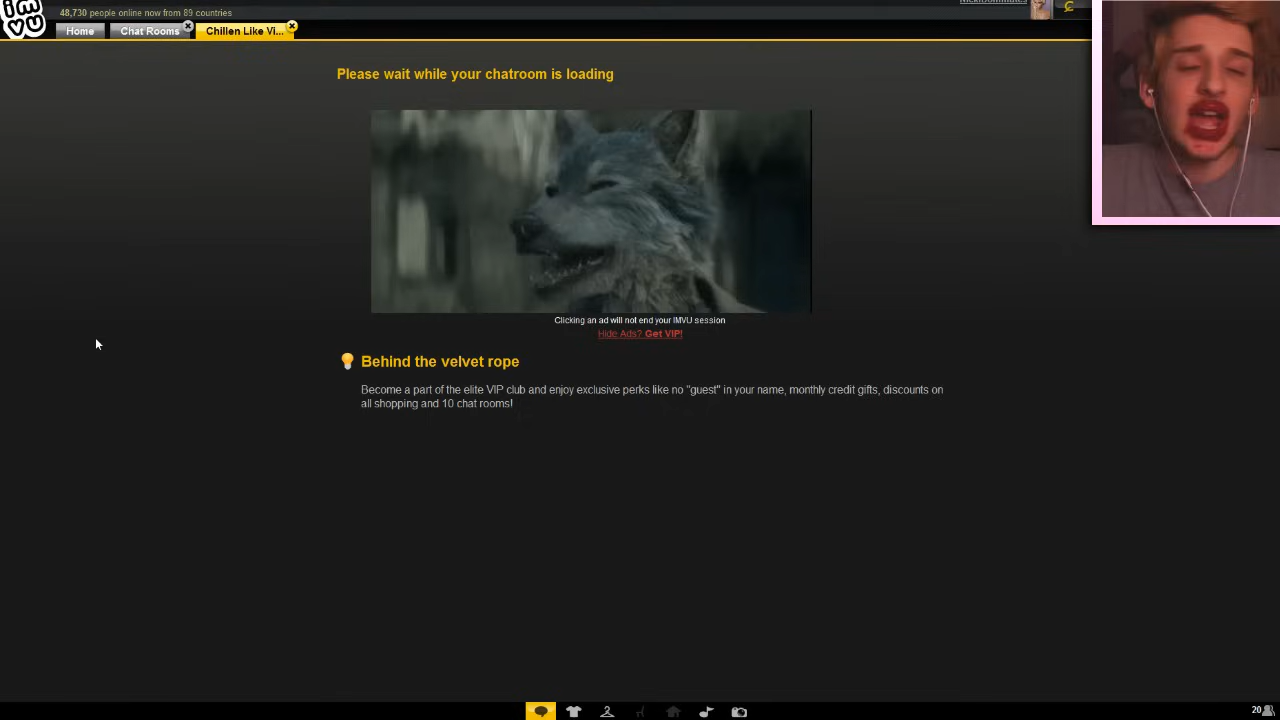 imvu
48,730 people online now from 89 countries
Home
Chat Rooms
Chillen Like Vi...
Please wait while your chatroom is loading
Clicking an ad will not end your IMVU session
Hide Ads? Get VIP!
Behind the velvet rope
Become a part of the elite VIP club and enjoy exclusive perks like no "guest" in your name, monthly credit gifts, discounts on
all shopping and 10 chat rooms!
20